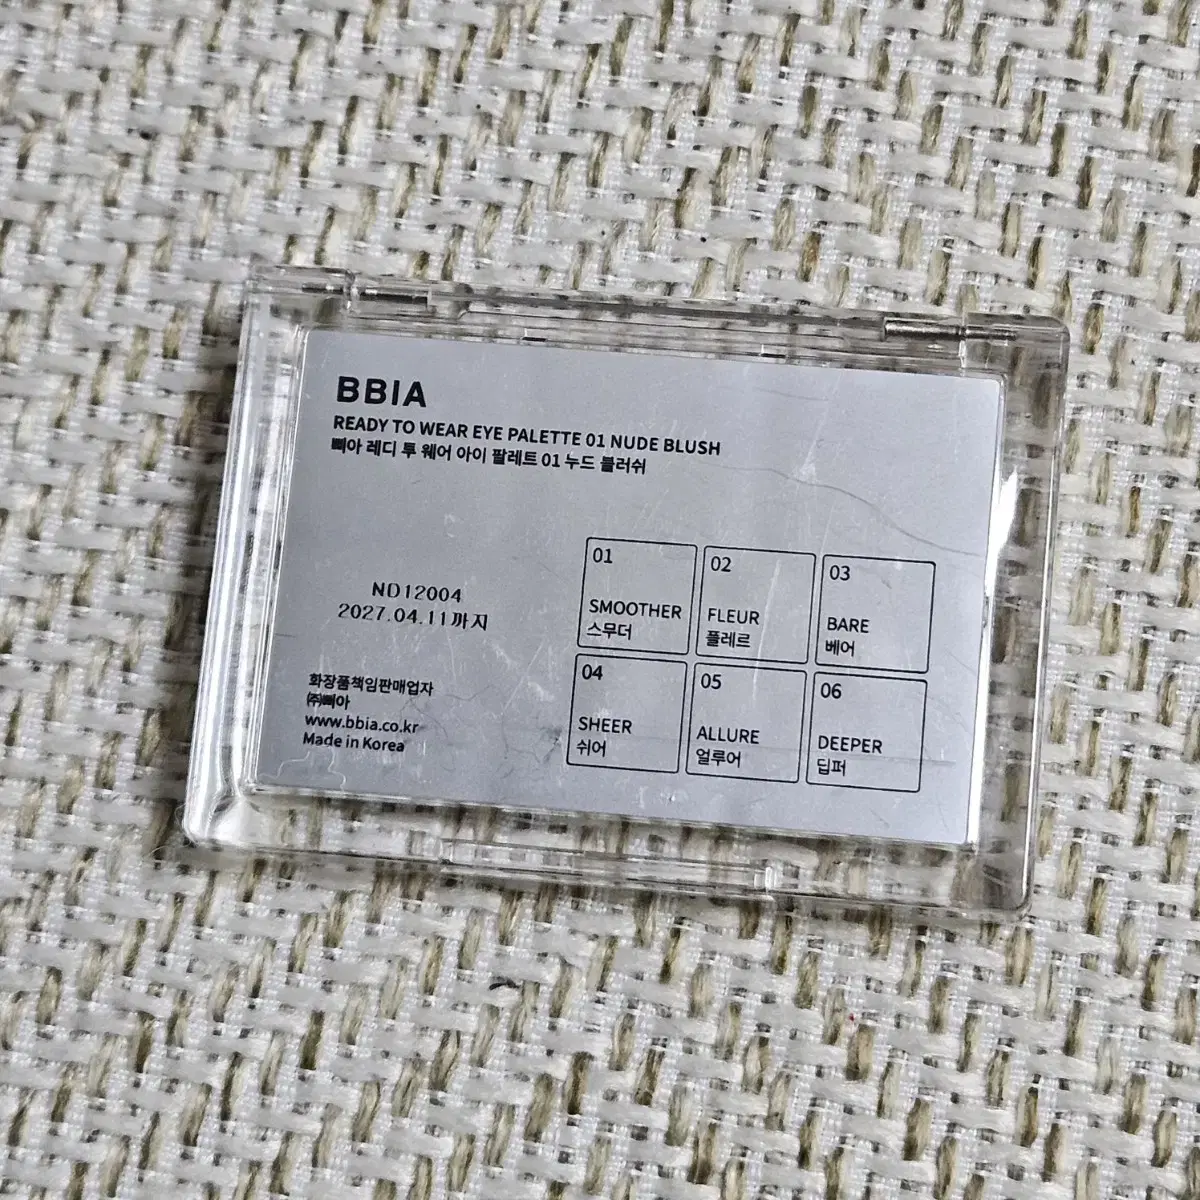 BBIA
READY TO WEAR EYE PALETTE 01 NUDE BLUSH
삐아 레디 투 웨어 아이 팔레트 01 누드 블러쉬
ND12004
2027.04.11까지
화장품책임판매업자
㈜삐아
www.bbia.co.kr
Made in Korea
01
SMOOTHER
스무더
02
FLEUR
플레르
03
BARE
베어
04
SHEER
쉬어
05
ALLURE
얼루어
06
DEEPER
딥퍼